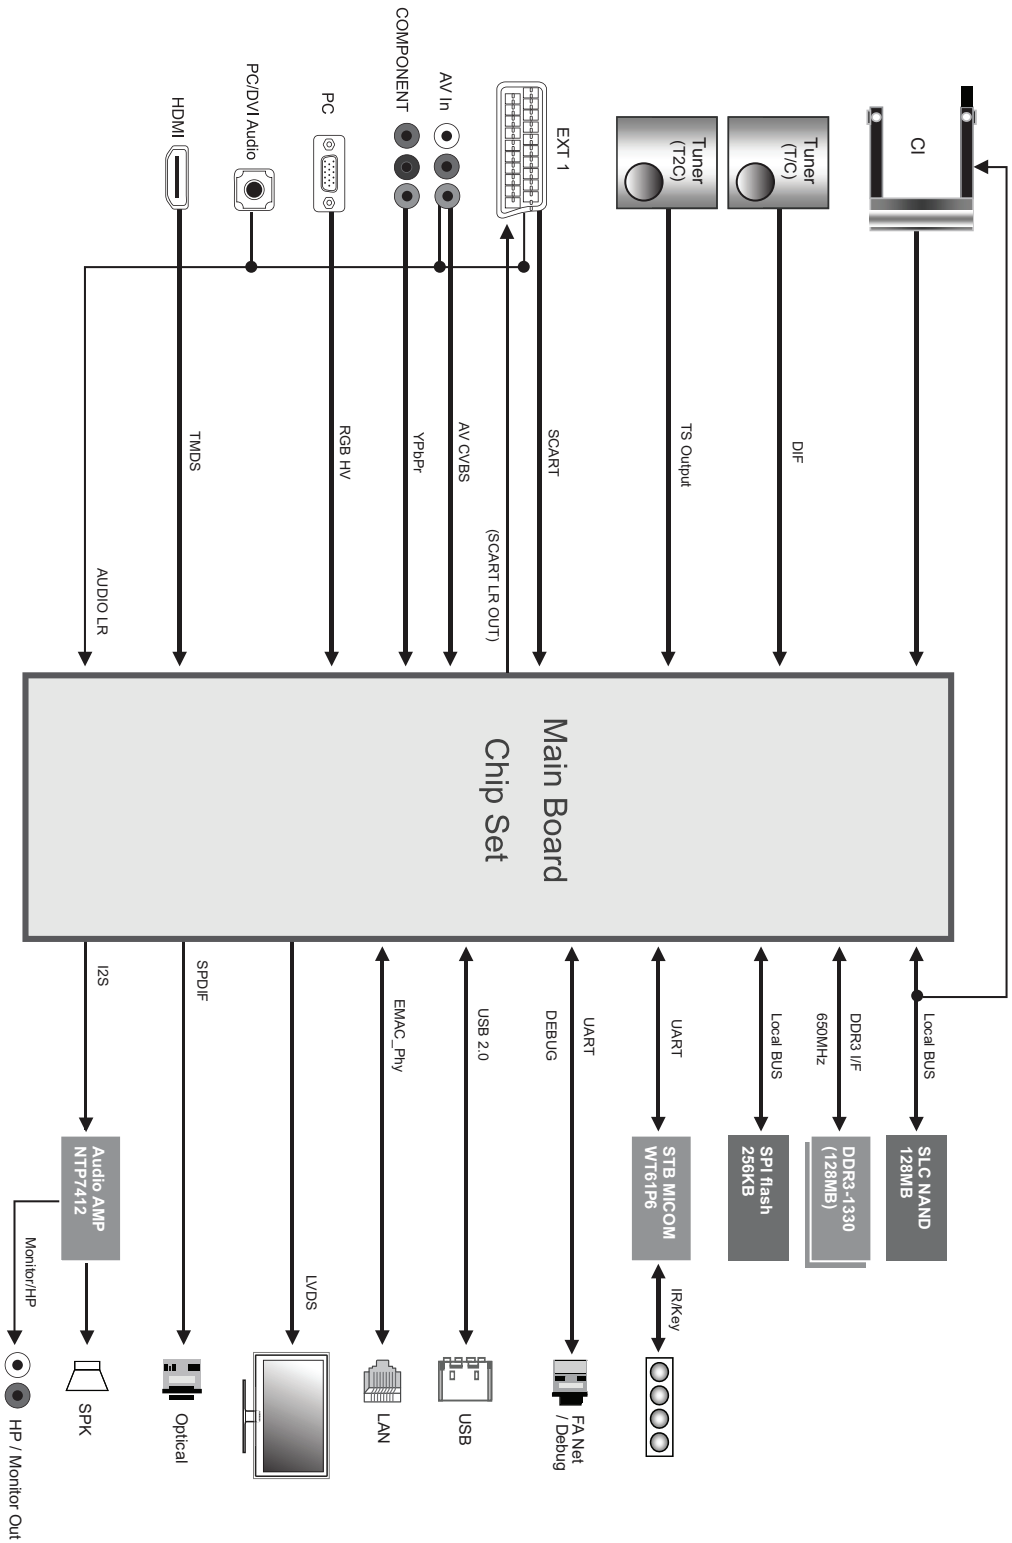 CI
Tuner
(T/C)
Tuner
(T2C)
EXT 1
AV In
COMPONENT
PC
PC/DVI Audio
HDMI
DIF
TS Output
SCART
(SCART LR OUT)
AV CVBS
YPbPr
RGB HV
TMDS
AUDIO LR
Main Board
Chip Set
Local BUS
DDR3 I/F
650MHz
Local BUS
UART
UART
DEBUG
USB 2.0
EMAC_Phy
LVDS
SPDIF
I2S
SLC NAND
128MB
DDR3-1330
(128MB)
SPI flash
256KB
STB MICOM
WT61P6
IR/Key
Audio AMP
NTP7412
Monitor/HP
FA Net
/ Debug
USB
LAN
Optical
SPK
HP / Monitor Out